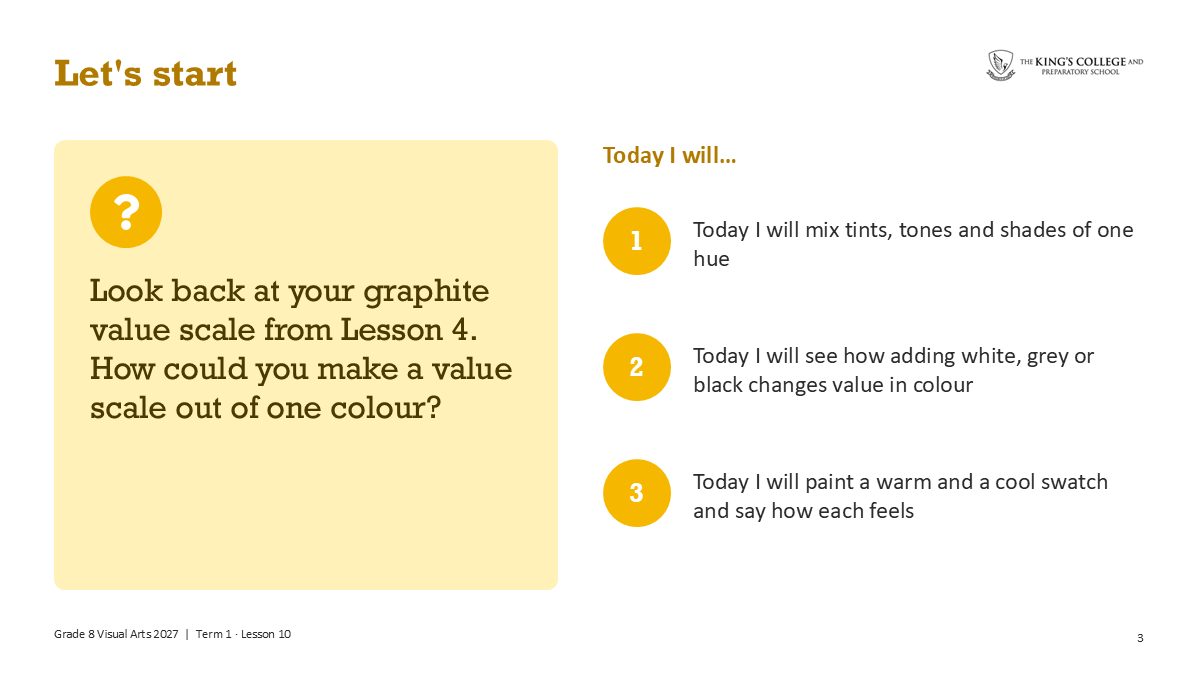 Let's start
THE KING'S COLLEGE AND
PREPARATORY SCHOOL
?
Look back at your graphite
value scale from Lesson 4.
How could you make a value
scale out of one colour?
Today I will...
1
Today I will mix tints, tones and shades of one
hue
2
Today I will see how adding white, grey or
black changes value in colour
3
Today I will paint a warm and a cool swatch
and say how each feels
Grade 8 Visual Arts 2027 | Term 1 · Lesson 10
3